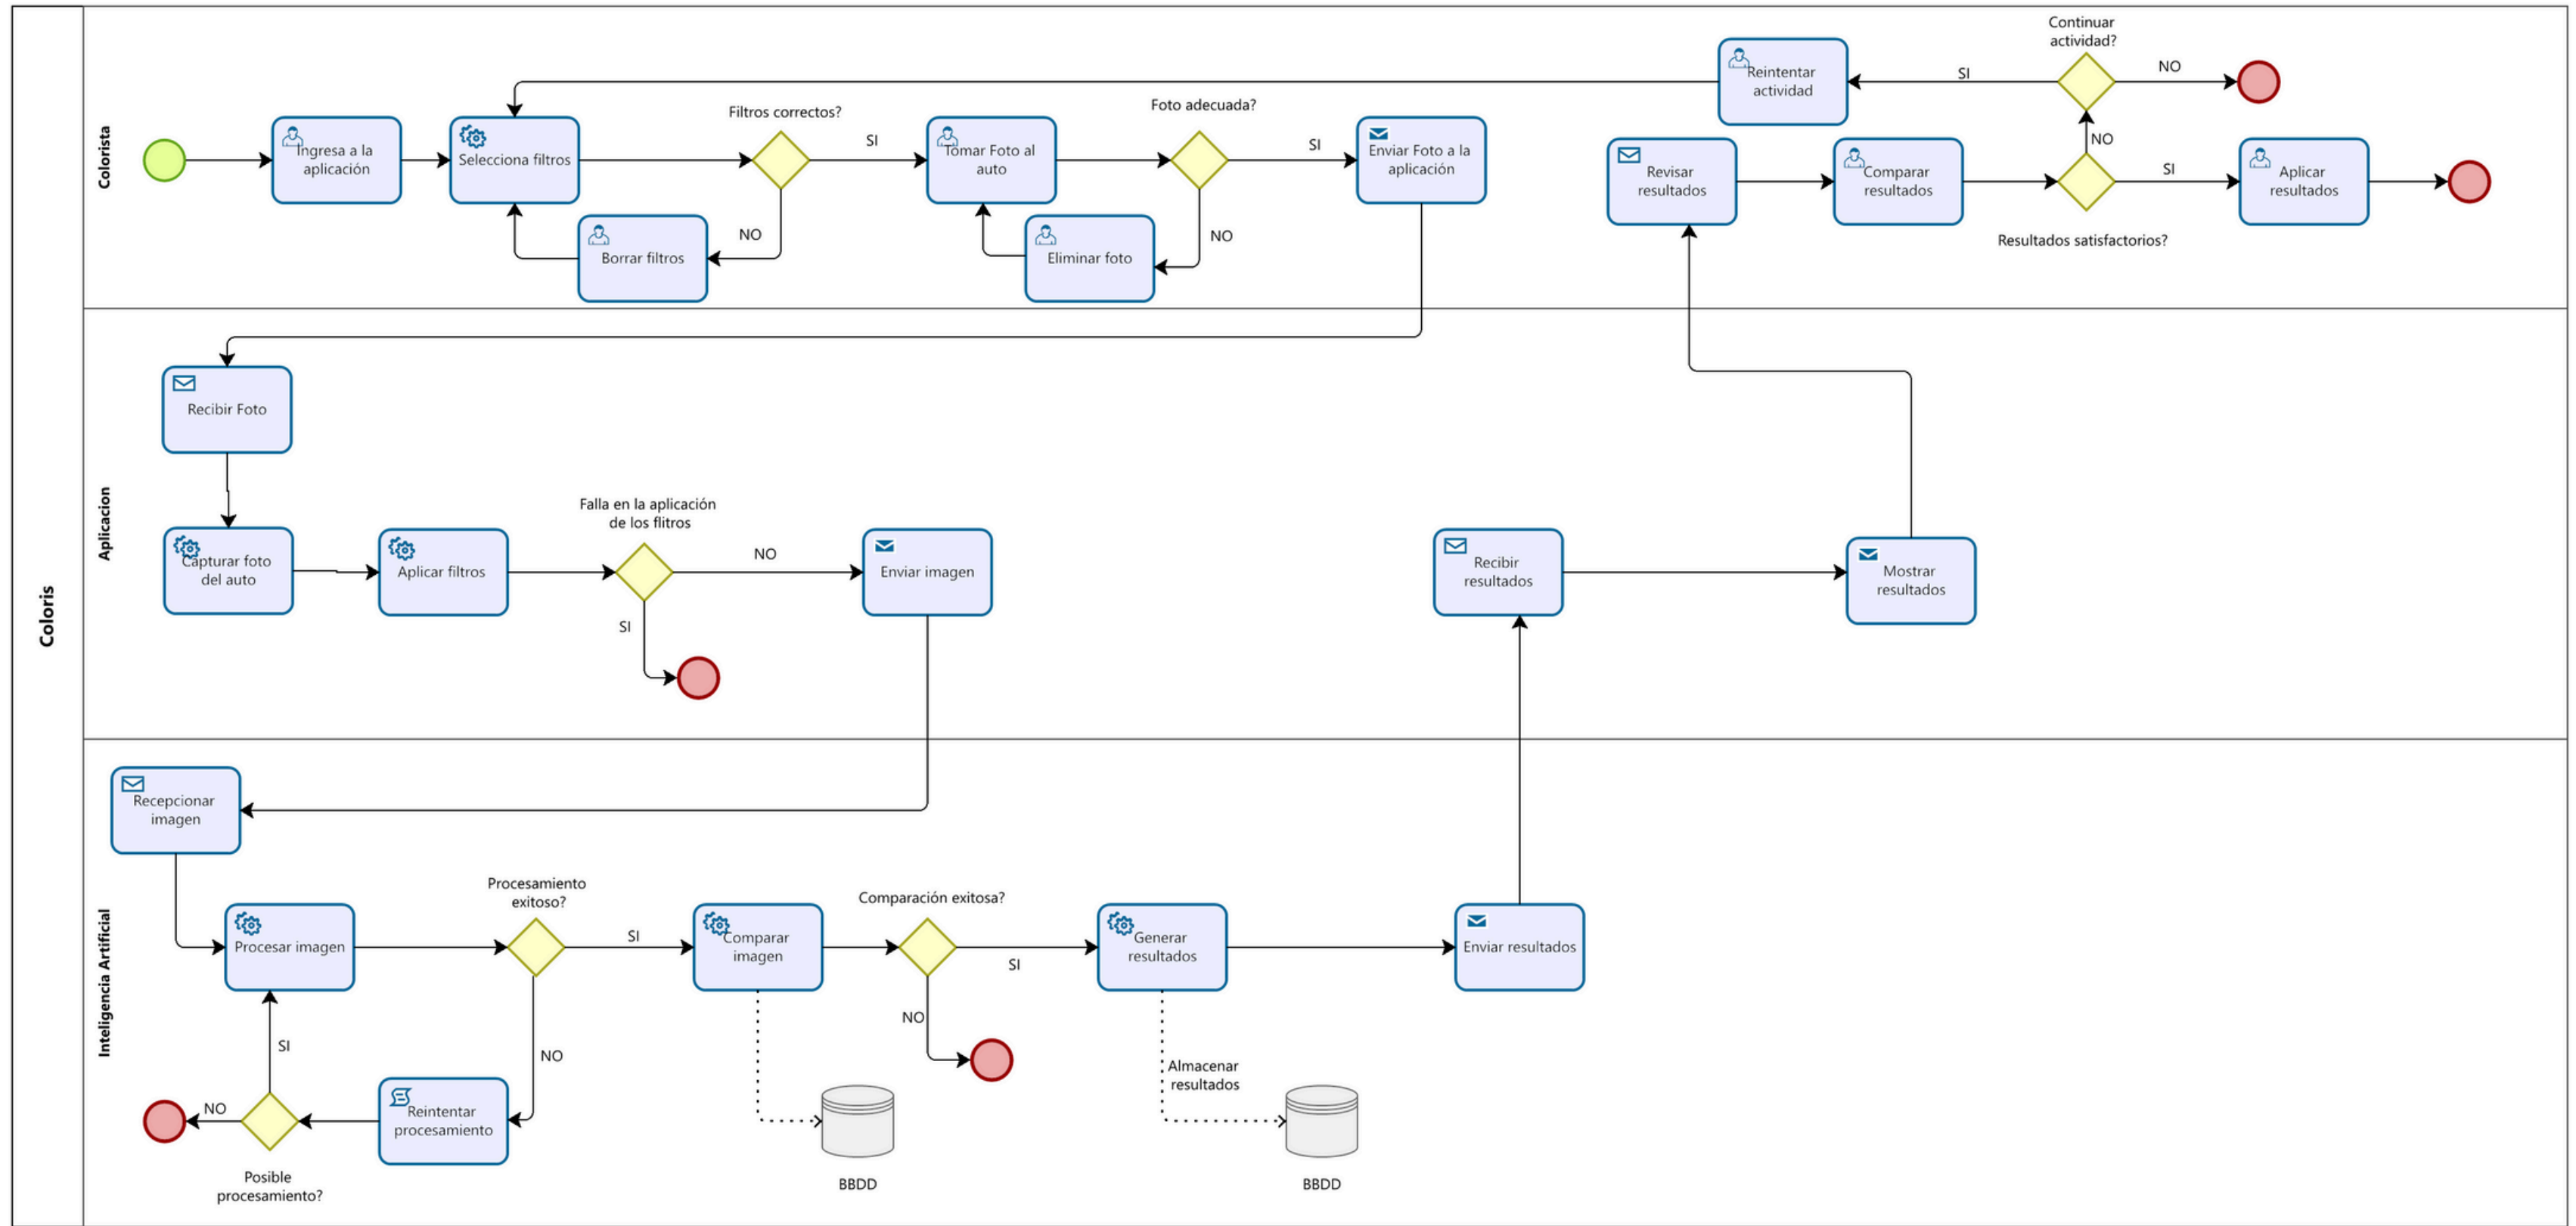 Coloris
Colorista
Ingresa a la
aplicación
Selecciona filtros
Filtros correctos?
SI
NO
Borrar filtros
Tomar Foto al
auto
Foto adecuada?
SI
NO
Eliminar foto
Enviar Foto a la
aplicación
Revisar
resultados
Comparar
resultados
Resultados satisfactorios?
SI
NO
Aplicar
resultados
Continuar
actividad?
NO
SI
Reintentar
actividad
Aplicacion
Recibir Foto
Capturar foto
del auto
Aplicar filtros
Falla en la aplicación
de los flitros
NO
SI
Enviar imagen
Recibir
resultados
Mostrar
resultados
Inteligencia Artificial
Recepcionar
imagen
Procesar imagen
Procesamiento
exitoso?
SI
NO
Reintentar
procesamiento
Posible
procesamiento?
SI
NO
Comparar
imagen
BBDD
Comparación exitosa?
SI
NO
Generar
resultados
Almacenar
resultados
BBDD
Enviar resultados